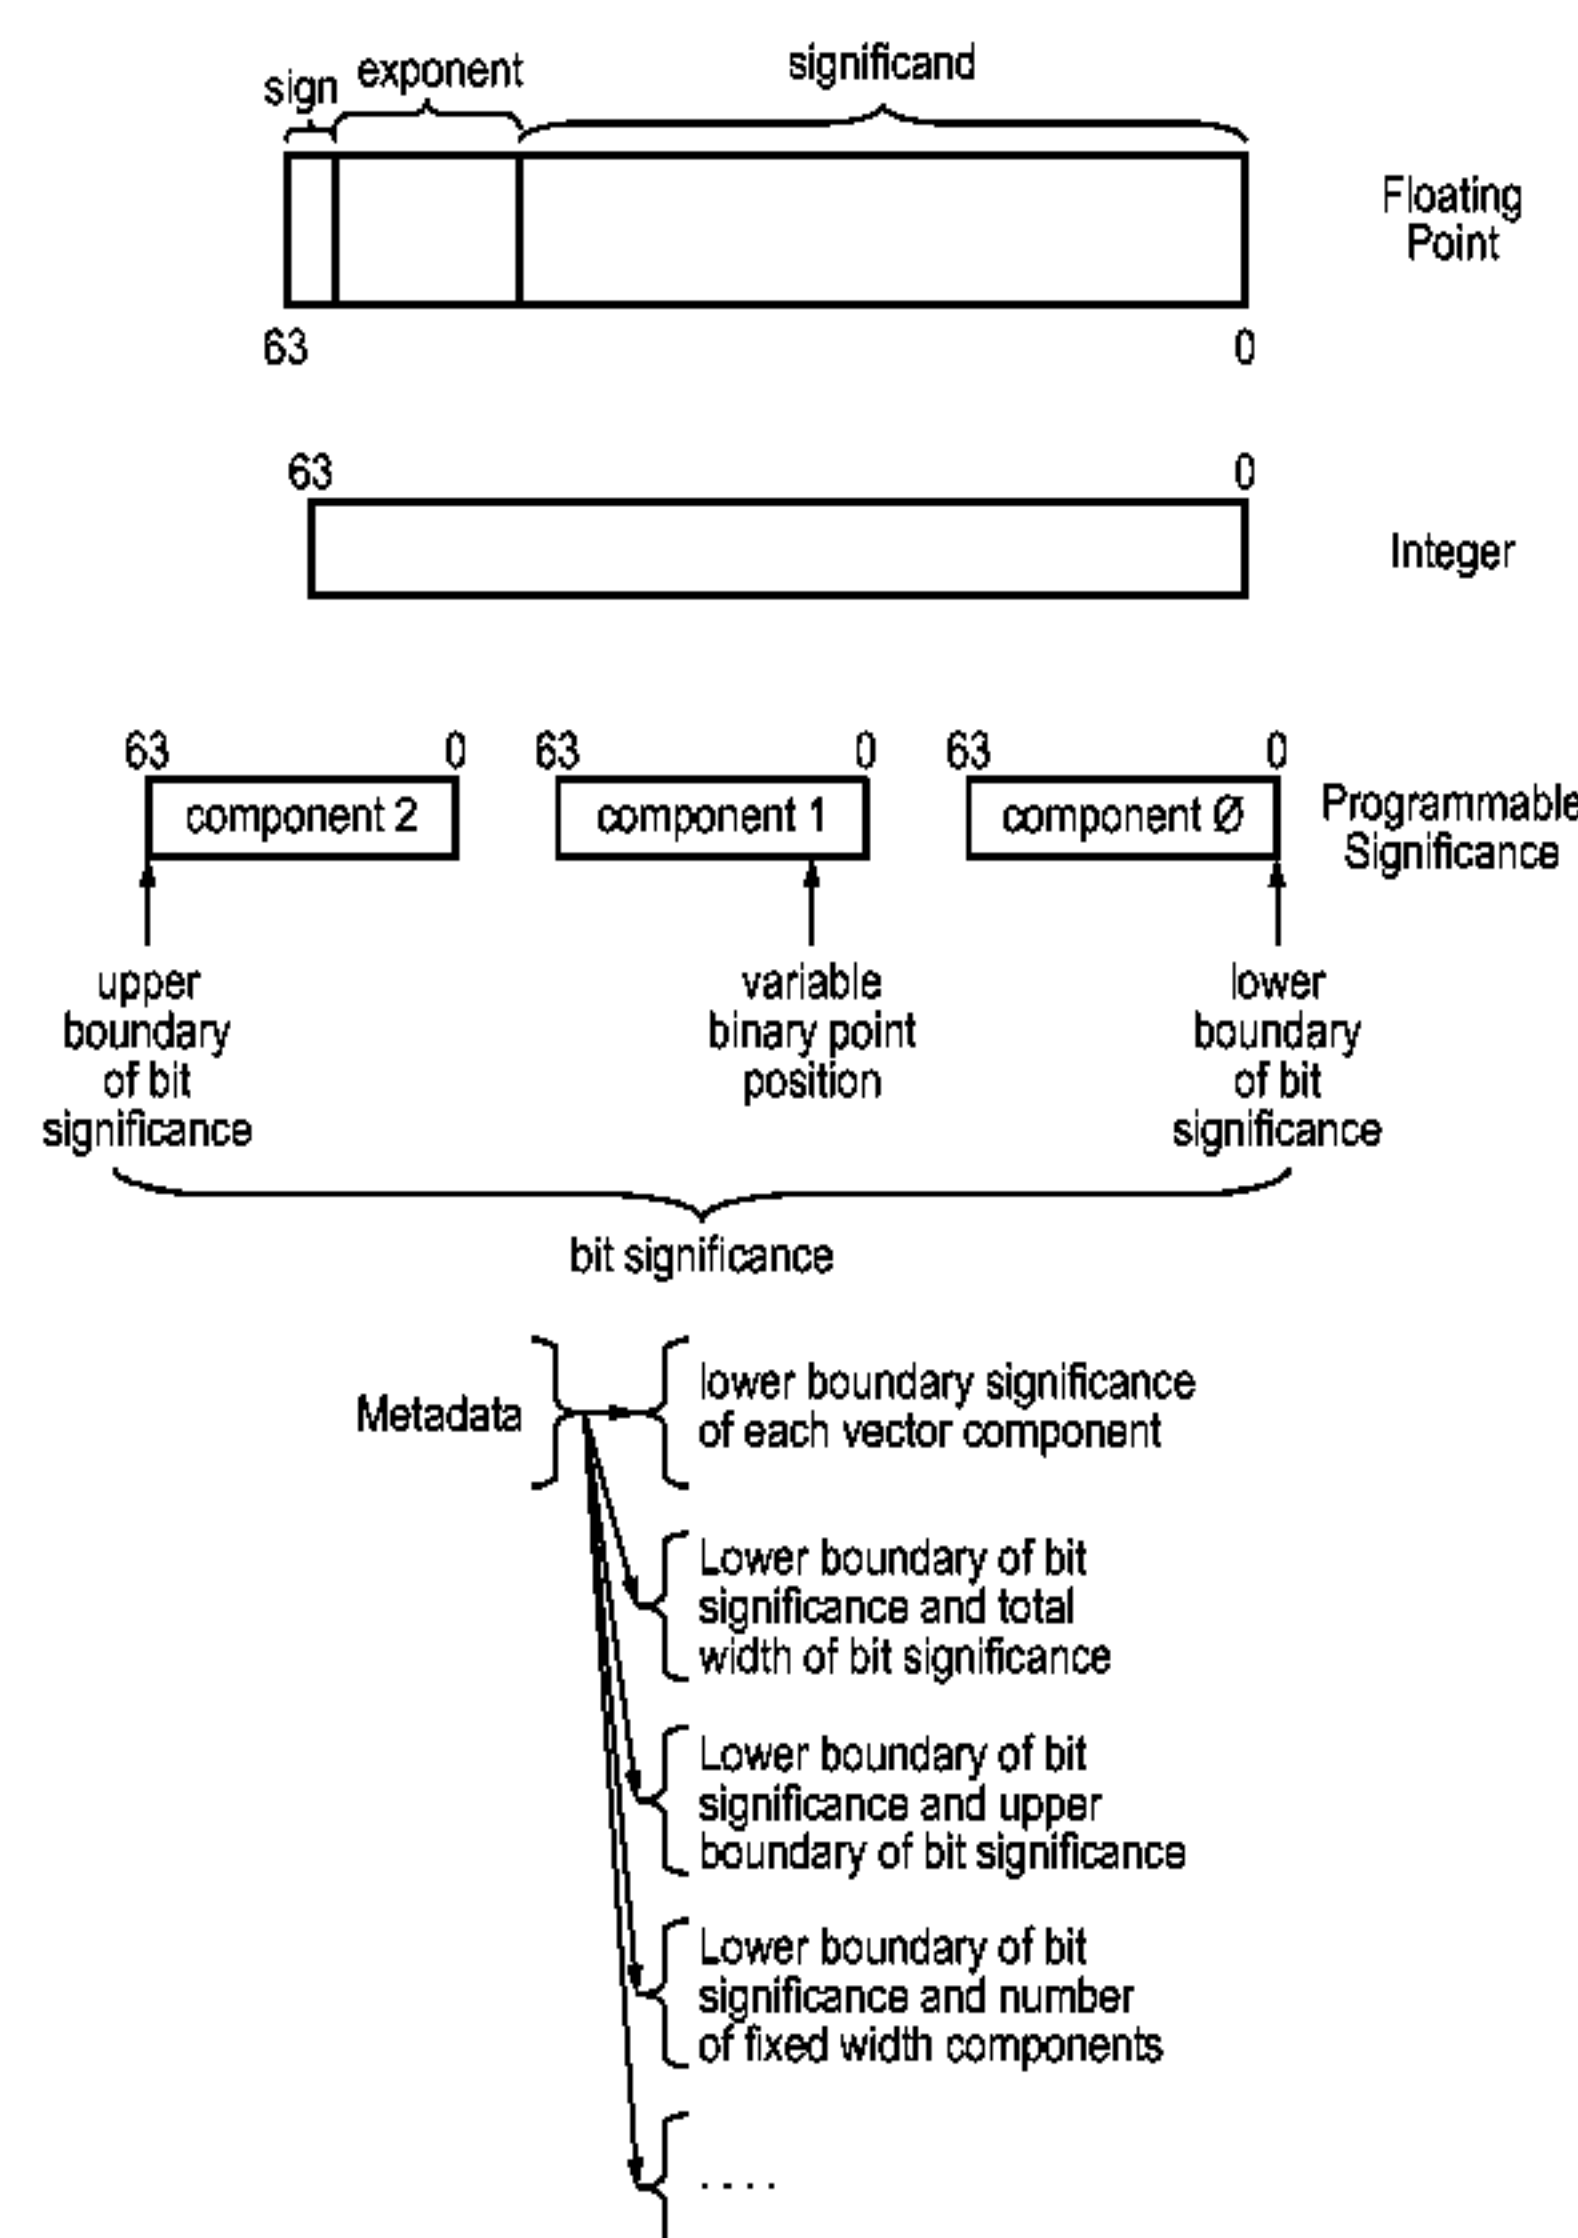 sign
exponent
significand
Floating
Point
63
0
63
0
Integer
63
0
63
0
63
0
component 2
component 1
component Ø
Programmable
Significance
upper
boundary
of bit
significance
variable
binary point
position
lower
boundary
of bit
significance
bit significance
Metadata
lower boundary significance
of each vector component
Lower boundary of bit
significance and total
width of bit significance
Lower boundary of bit
significance and upper
boundary of bit significance
Lower boundary of bit
significance and number
of fixed width components
. . . .